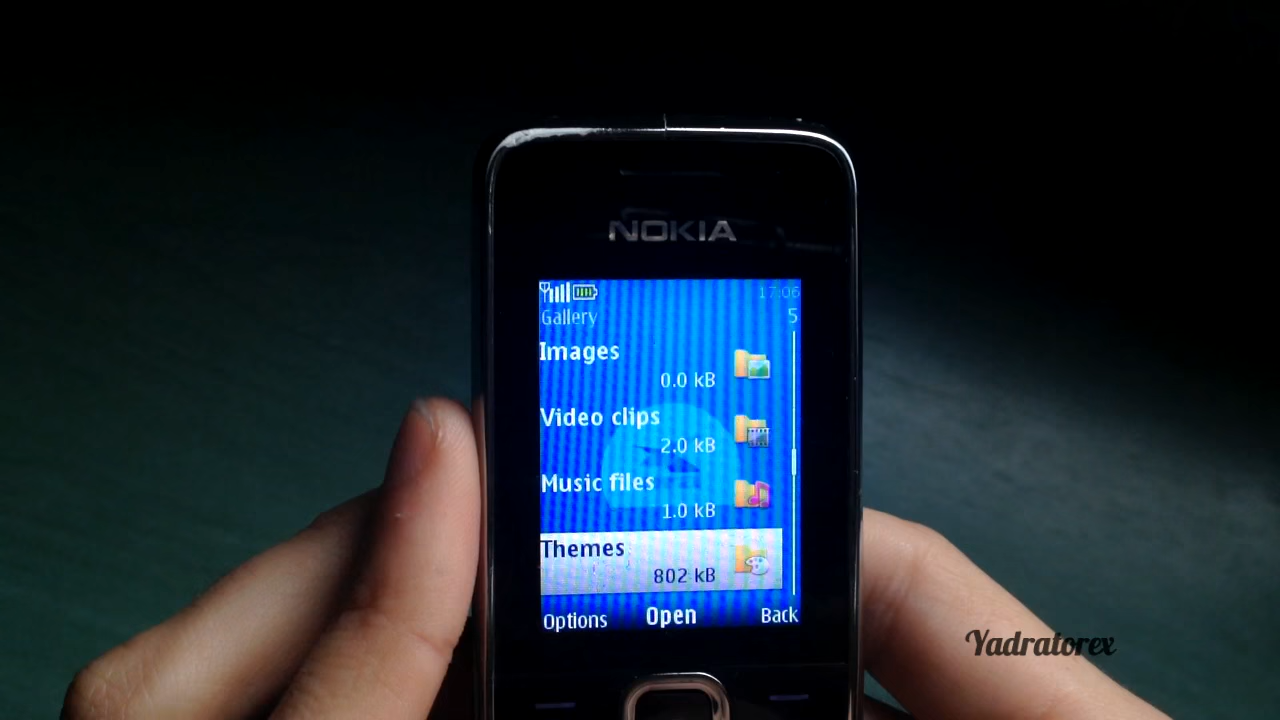 NOKIA
17:06
Gallery 5
Images
0.0 kB
Video clips
2.0 kB
Music files
1.0 kB
Themes
802 kB
Options Open Back
Yadratorex